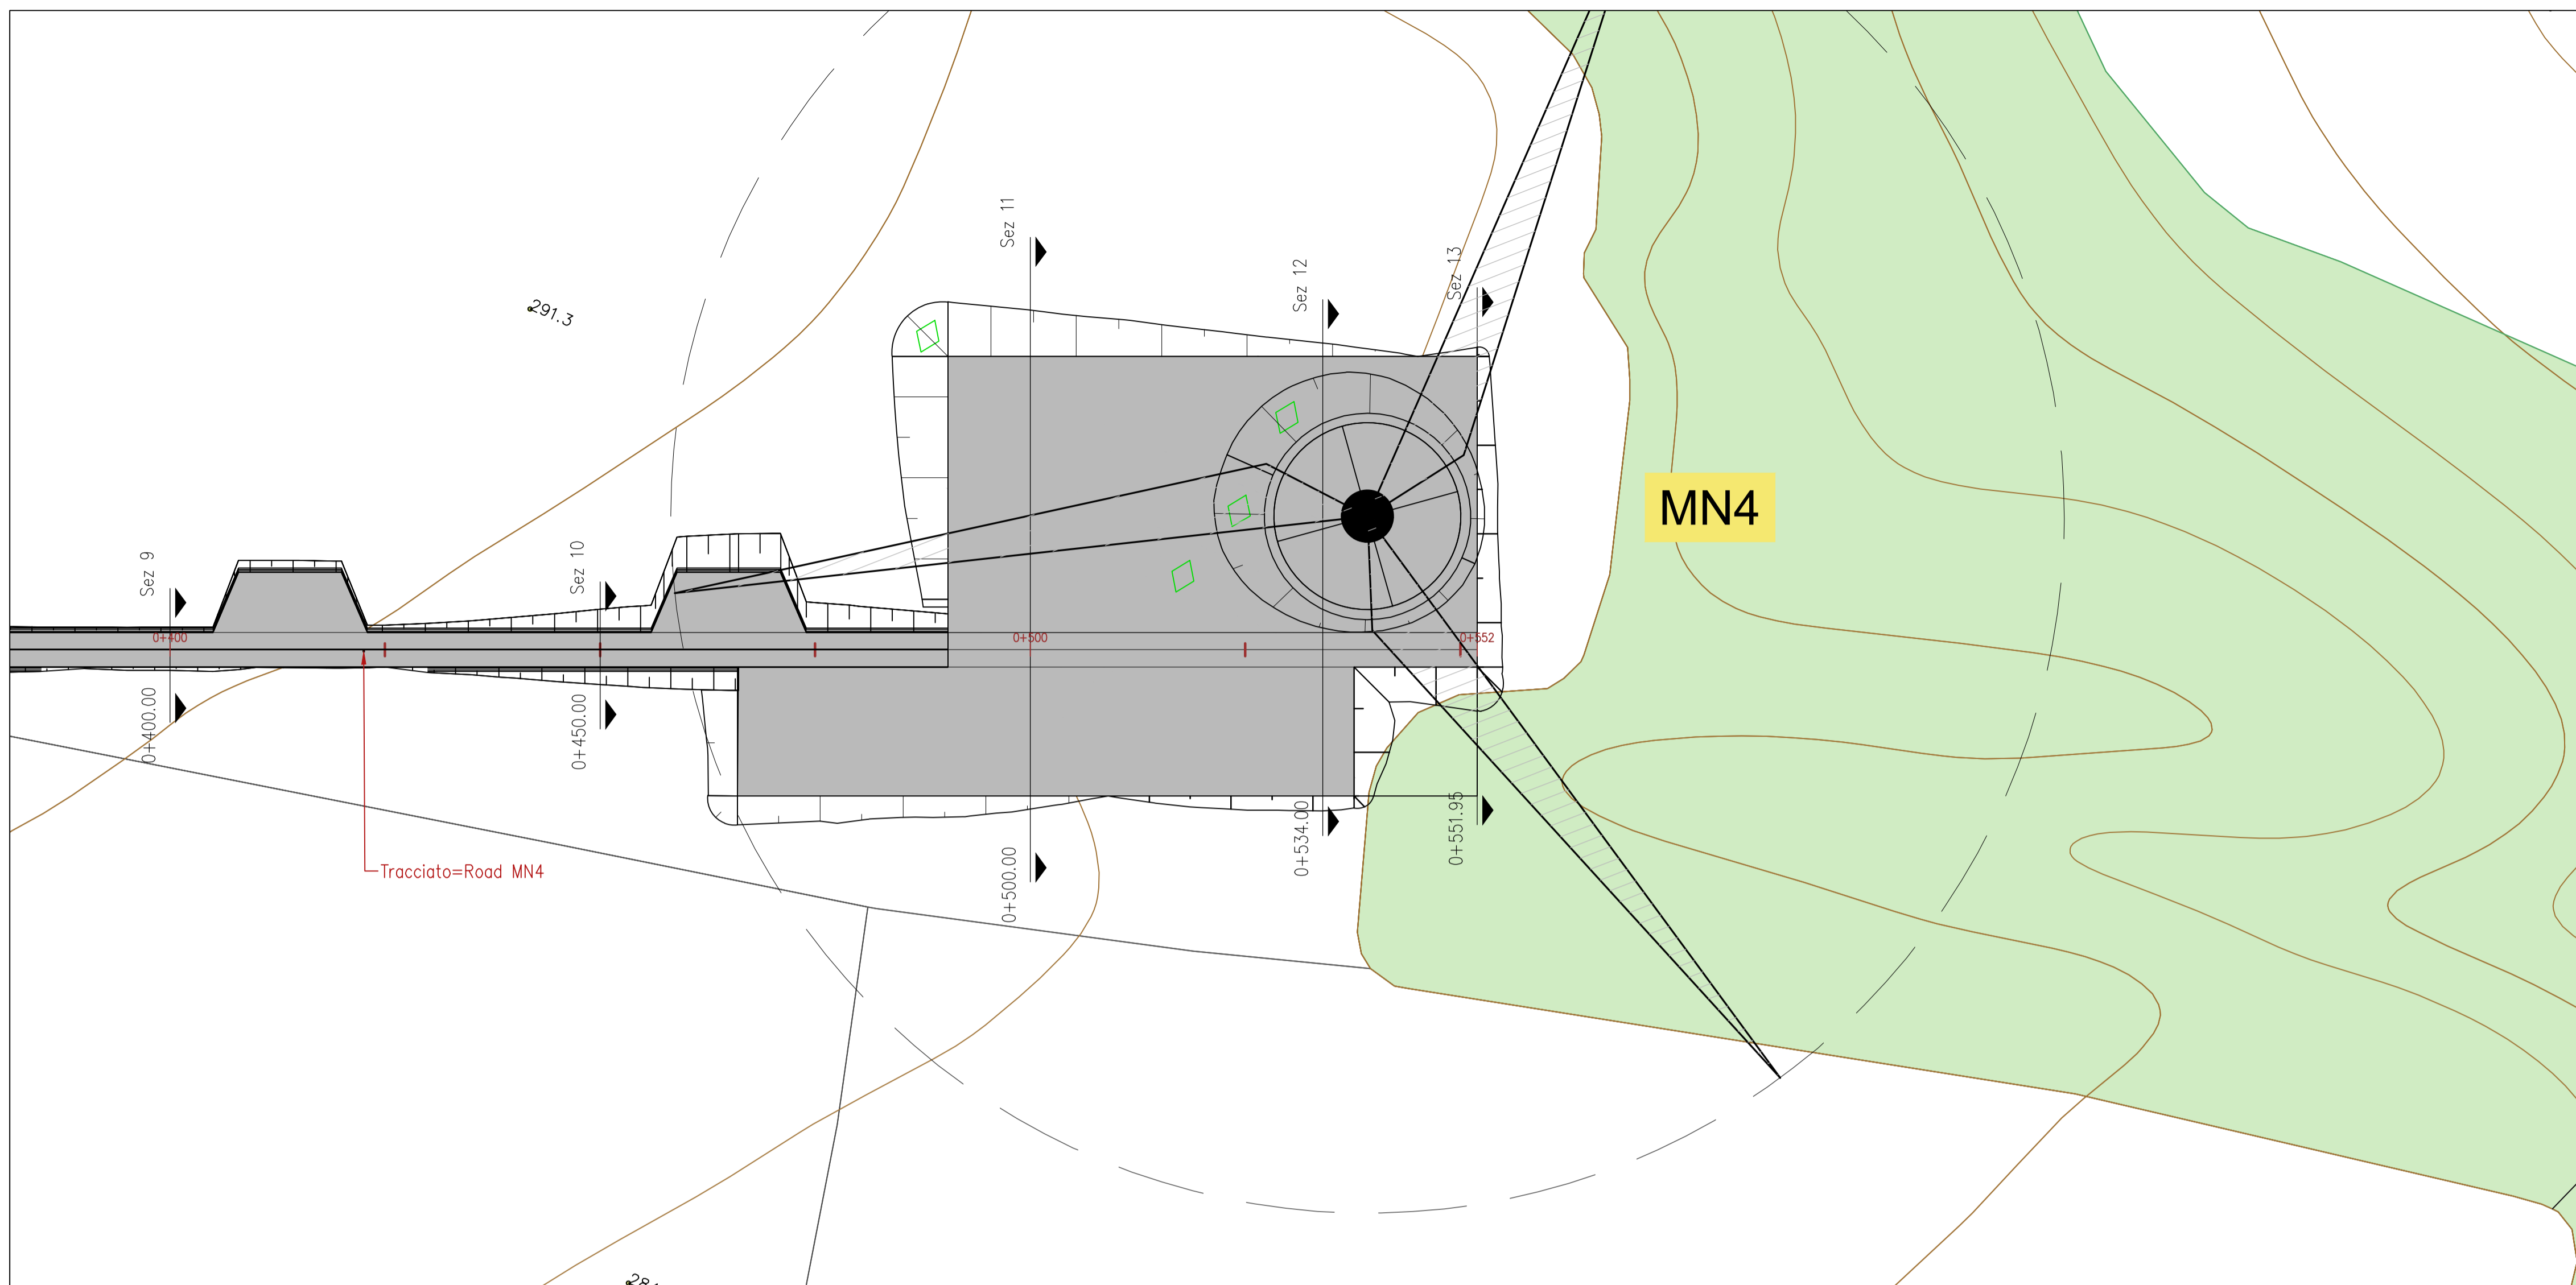 Sez 11
Sez 12
Sez 13
291.3
MN4
Sez 9
Sez 10
0+400
0+500
0+552
0+400.00
0+450.00
0+500.00
0+534.00
0+551.95
Tracciato=Road MN4